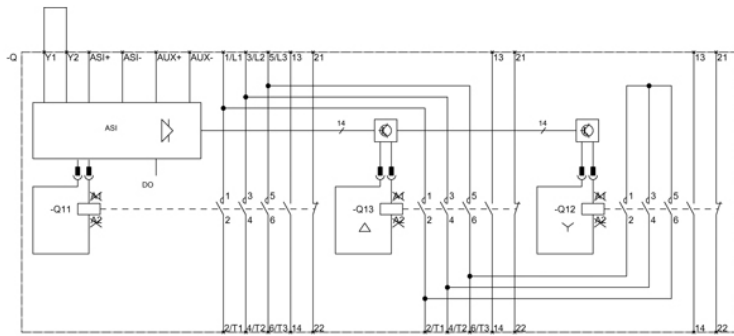 -Q Y1 Y2 ASI+ ASI- AUX+ AUX- 1/L1 3/L2 5/L3 13 21 13 21 13 21
ASI 14 14
DO
-Q11 A1 A2 1 3 5 2 4 6
-Q13 A1 A2 1 3 5 2 4 6
-Q12 A1 A2 1 3 5 2 4 6
2/T1 4/T2 6/T3 14 22 2/T1 4/T2 6/T3 14 22 14 22